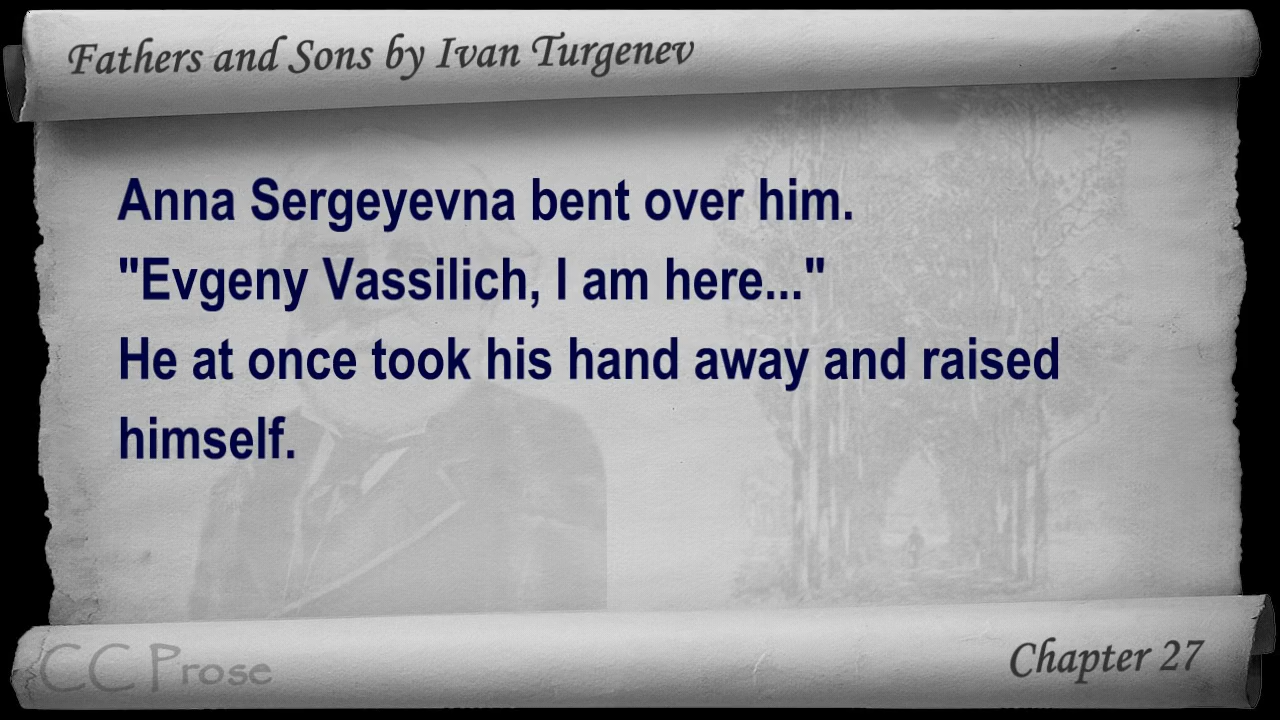 Fathers and Sons by Ivan Turgenev
Anna Sergeyevna bent over him.
"Evgeny Vassilich, I am here..."
He at once took his hand away and raised
himself.
CC Prose
Chapter 27